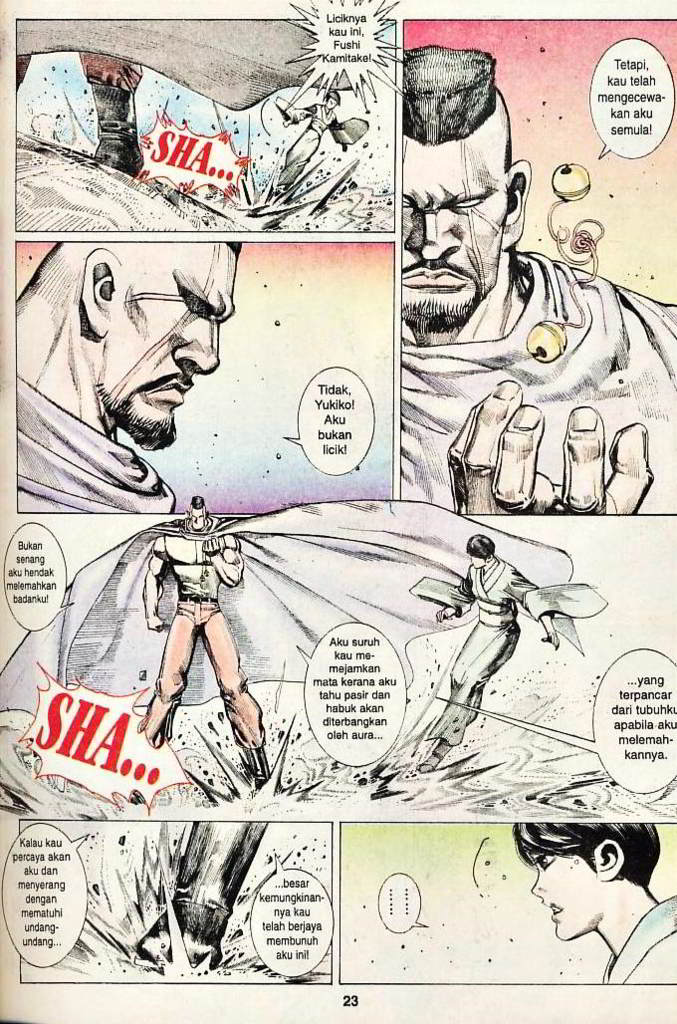 Liciknya
kau ini,
Fushi
Kamitake!
SHA...
Tetapi,
kau telah
mengecewa-
kan aku
semula!
Tidak,
Yukiko!
Aku
bukan
licik!
Bukan
senang
aku hendak
melemahkan
badanku!
Aku suruh
kau me-
mejamkan
mata kerana aku
tahu pasir dan
habuk akan
diterbangkan
oleh aura...
...yang
terpancar
dari tubuhku
apabila aku
melemah-
kannya.
SHA...
Kalau kau
percaya akan
aku dan
menyerang
dengan
mematuhi
undang-
undang...
...besar
kemungkinan-
nya kau
telah berjaya
membunuh
aku ini!
......
23